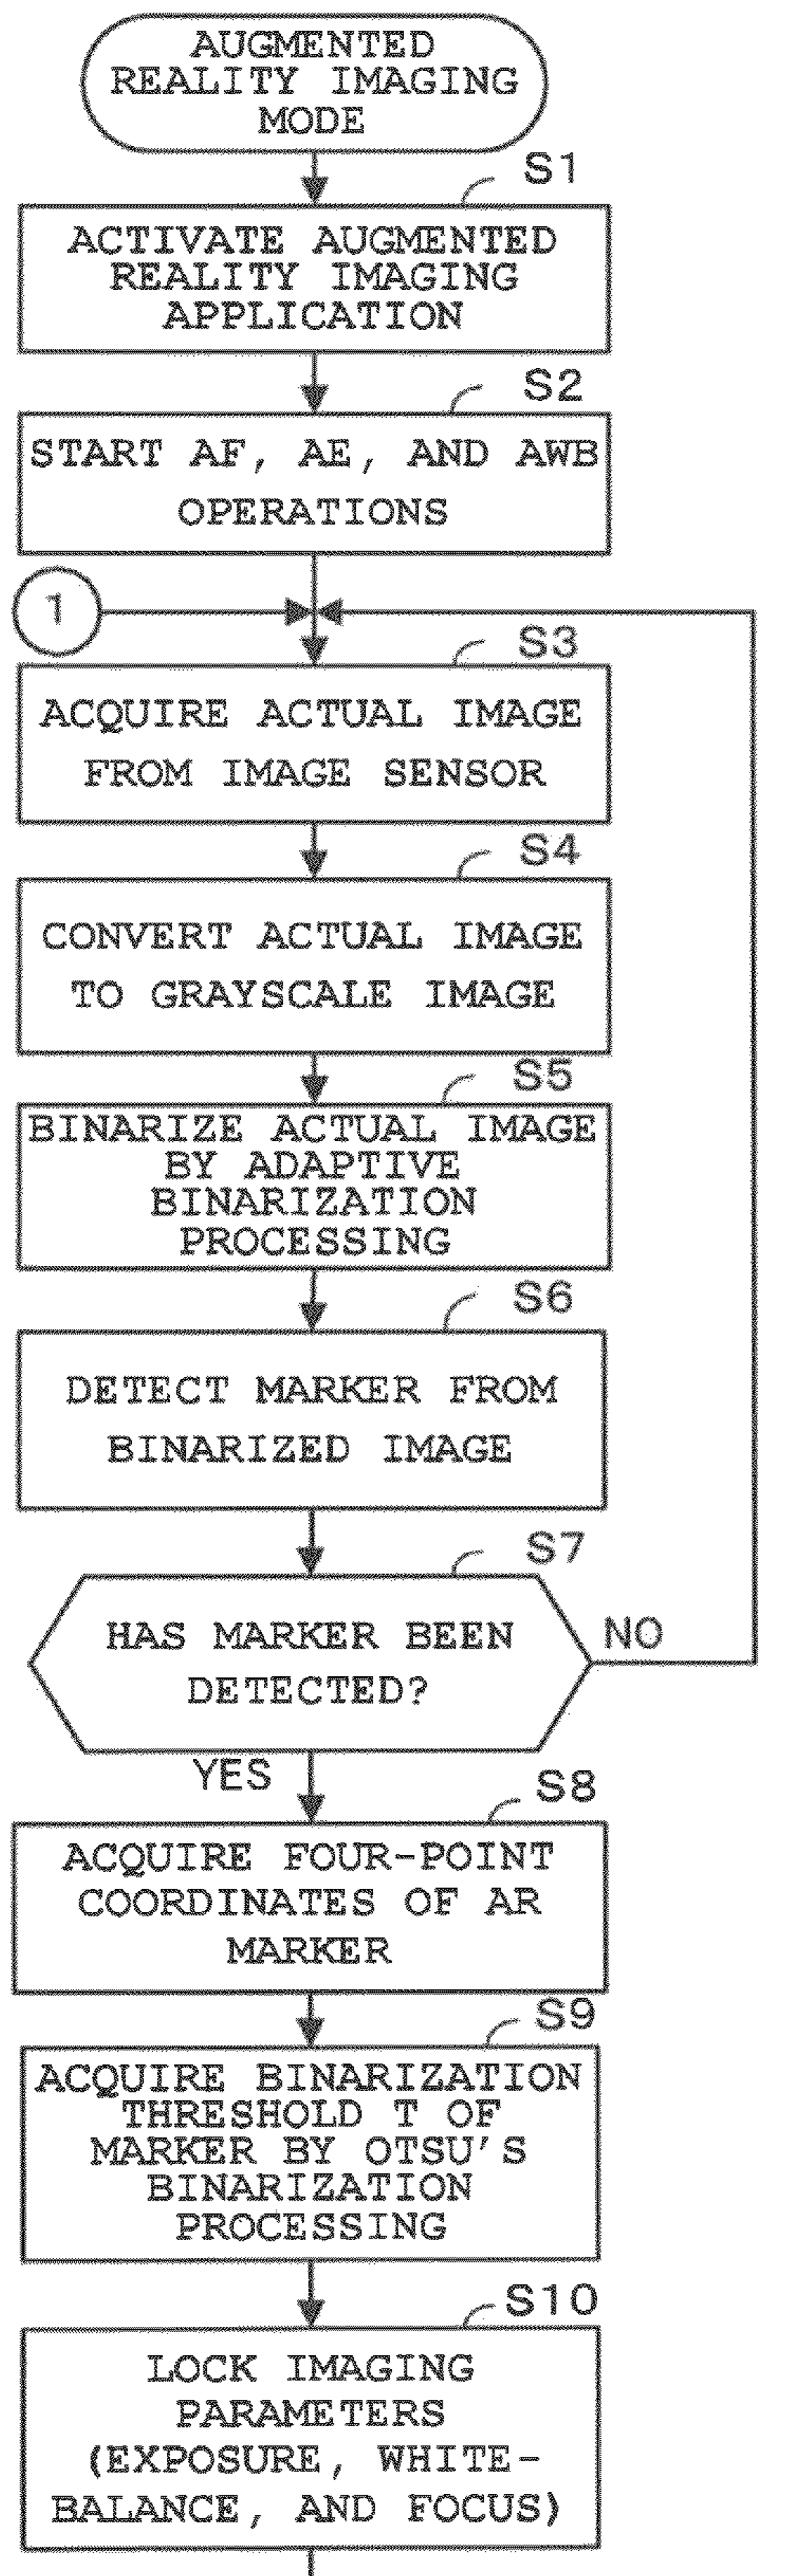 AUGMENTED
REALITY IMAGING
MODE
S1
ACTIVATE AUGMENTED
REALITY IMAGING
APPLICATION
S2
START AF, AE, AND AWB
OPERATIONS
1
S3
ACQUIRE ACTUAL IMAGE
FROM IMAGE SENSOR
S4
CONVERT ACTUAL IMAGE
TO GRAYSCALE IMAGE
S5
BINARIZE ACTUAL IMAGE
BY ADAPTIVE
BINARIZATION
PROCESSING
S6
DETECT MARKER FROM
BINARIZED IMAGE
S7
HAS MARKER BEEN
DETECTED?
NO
YES
S8
ACQUIRE FOUR-POINT
COORDINATES OF AR
MARKER
S9
ACQUIRE BINARIZATION
THRESHOLD T OF
MARKER BY OTSU'S
BINARIZATION
PROCESSING
S10
LOCK IMAGING
PARAMETERS
(EXPOSURE, WHITE-
BALANCE, AND FOCUS)